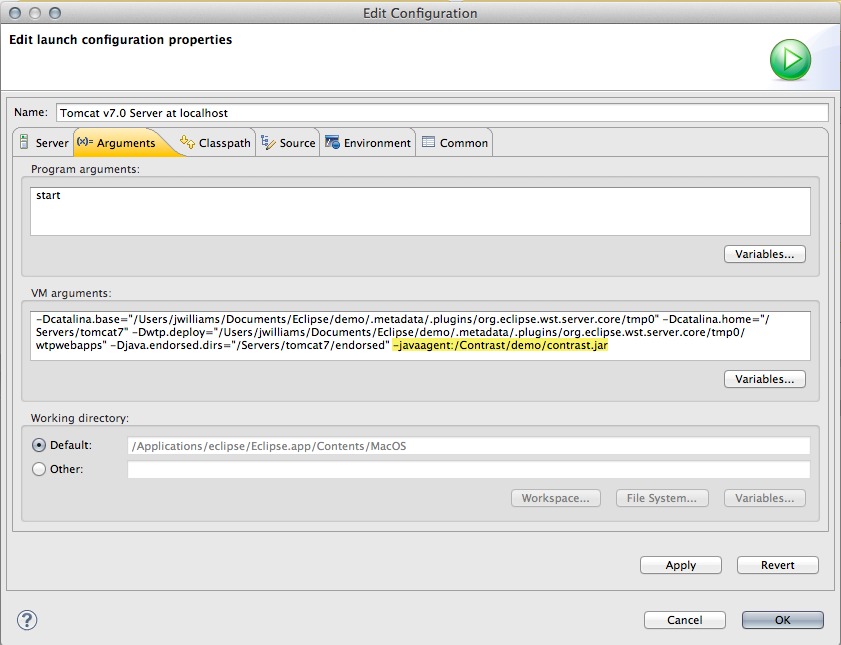 Edit Configuration
Edit launch configuration properties
Name: Tomcat v7.0 Server at localhost
Server (x)= Arguments Classpath Source Environment Common
Program arguments:
start
Variables...
VM arguments:
-Dcatalina.base="/Users/jwilliams/Documents/Eclipse/demo/.metadata/.plugins/org.eclipse.wst.server.core/tmp0" -Dcatalina.home="/
Servers/tomcat7" -Dwtp.deploy="/Users/jwilliams/Documents/Eclipse/demo/.metadata/.plugins/org.eclipse.wst.server.core/tmp0/
wtpwebapps" -Djava.endorsed.dirs="/Servers/tomcat7/endorsed" -javaagent:/Contrast/demo/contrast.jar
Variables...
Working directory:
Default: /Applications/eclipse/Eclipse.app/Contents/MacOS
Other:
Workspace... File System... Variables...
Apply Revert
? Cancel OK